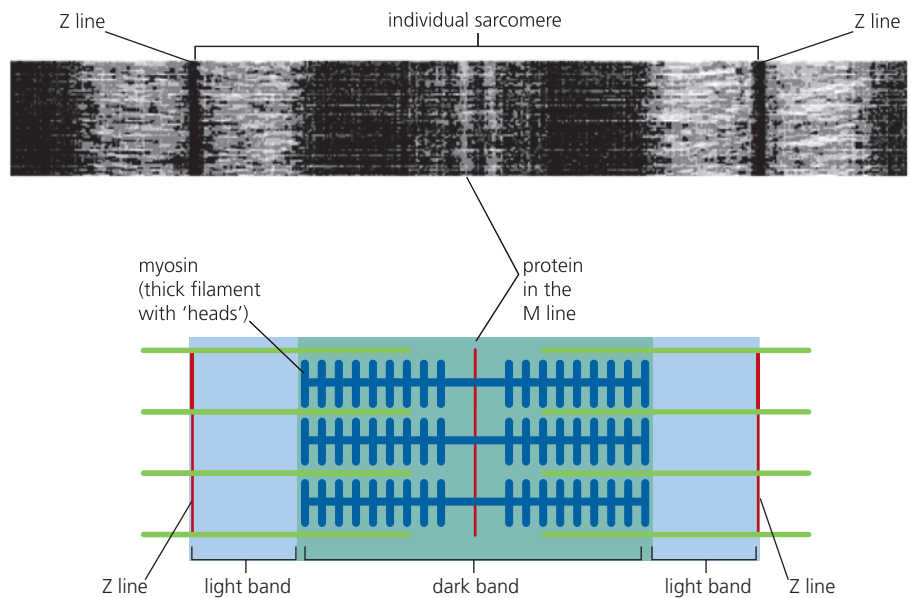 Z line
individual sarcomere
Z line
myosin
(thick filament
with ‘heads’)
protein
in the
M line
Z line
light band
dark band
light band
Z line